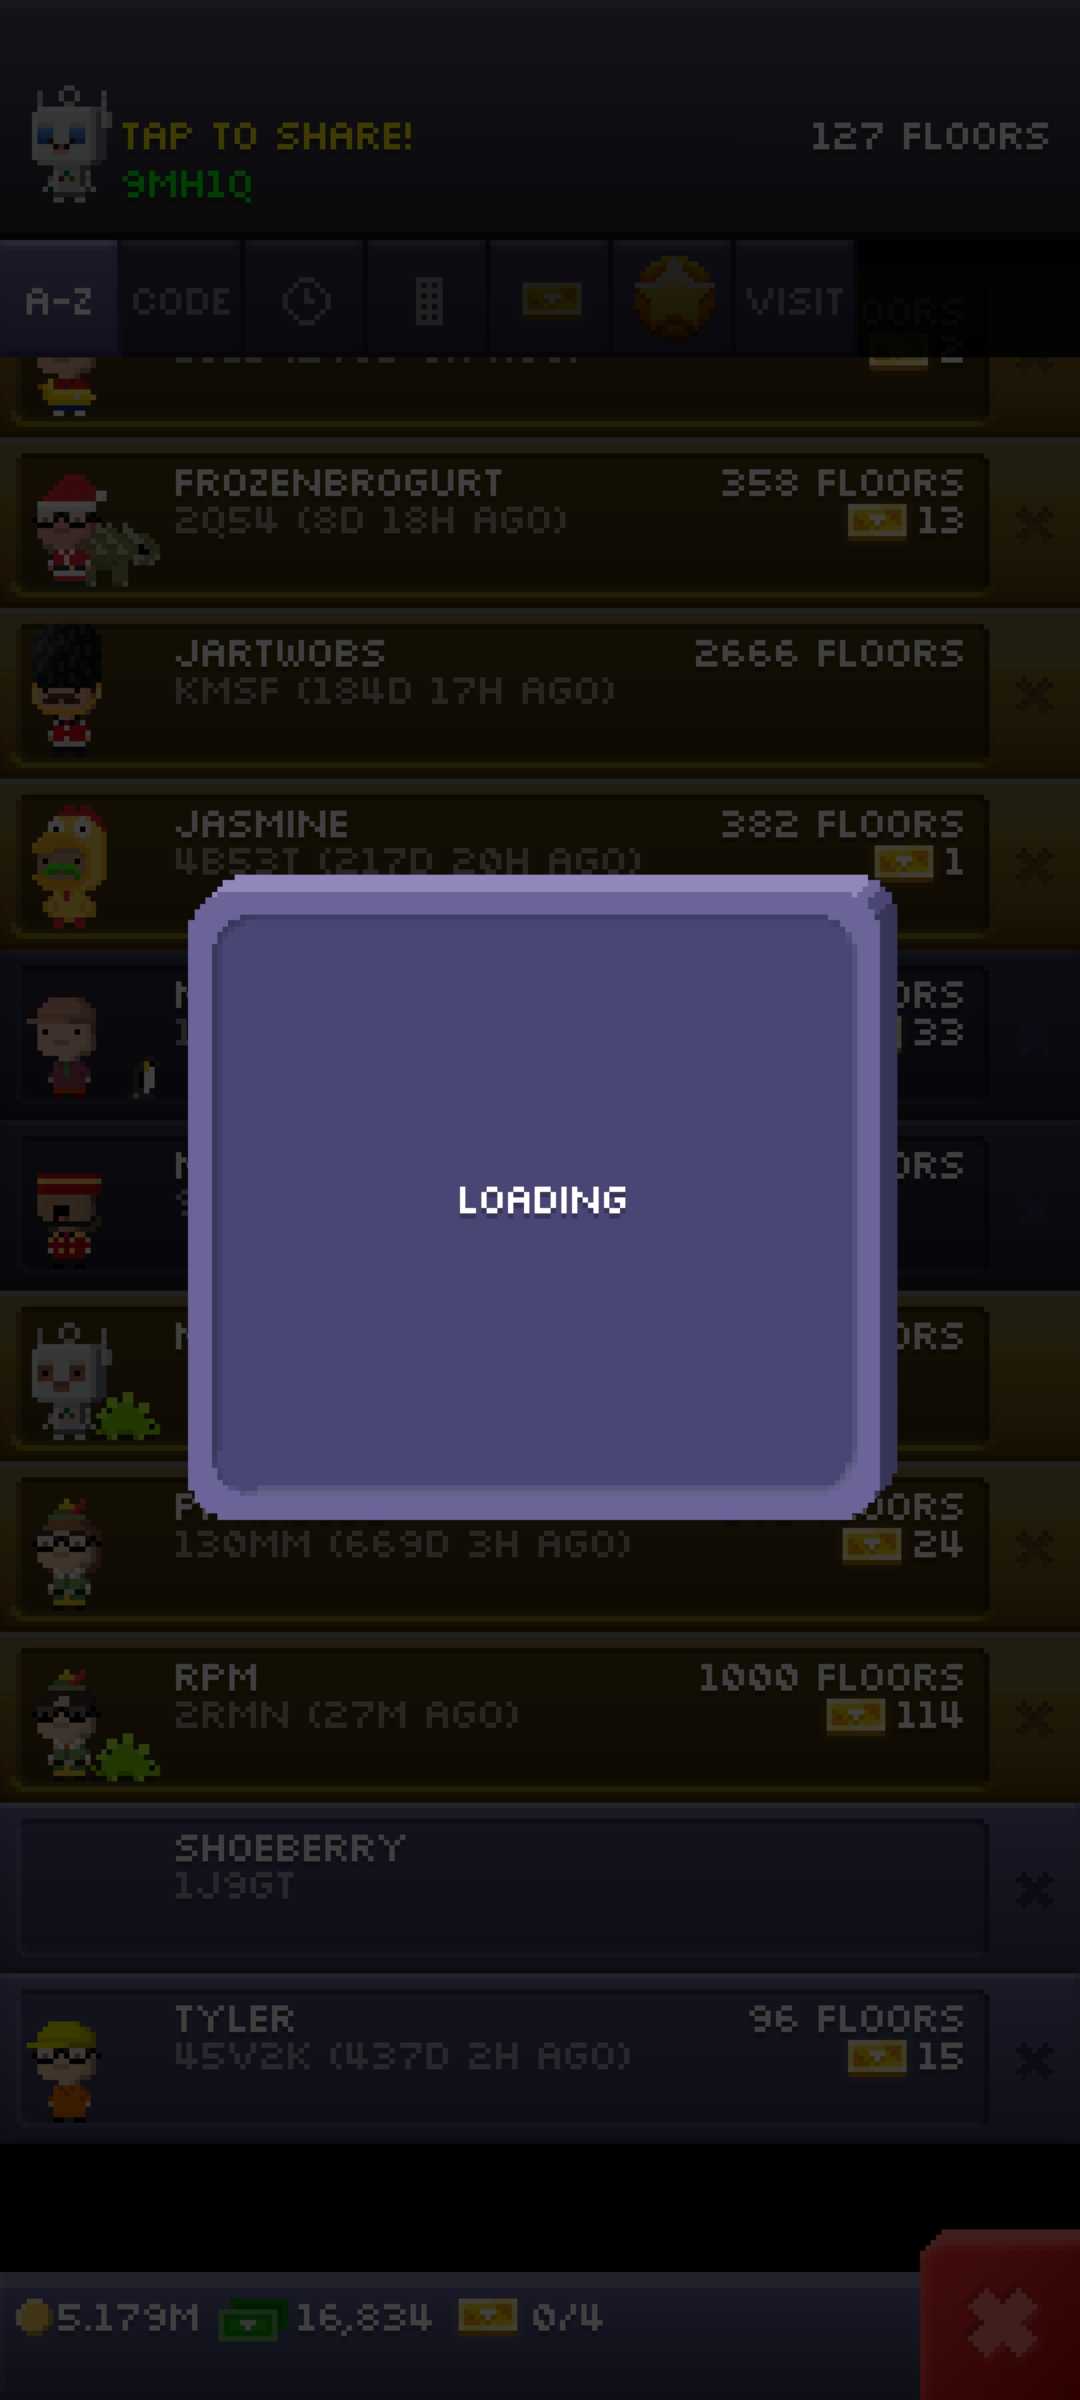 TAP TO SHARE!
127 FLOORS
9MH1Q
A-Z
CODE
VISIT
2
FROZENBROGURT
358 FLOORS
2Q54 (8D 18H AGO)
13
JARTWOBS
2666 FLOORS
KMSF (184D 17H AGO)
JASMINE
382 FLOORS
4B53T (217D 20H AGO)
1
33
LOADING
130MM (669D 3H AGO)
24
RPM
1000 FLOORS
2RMN (27M AGO)
114
SHOEBERRY
1J9GT
TYLER
96 FLOORS
45V2K (437D 2H AGO)
15
5.179M
16,834
0/4